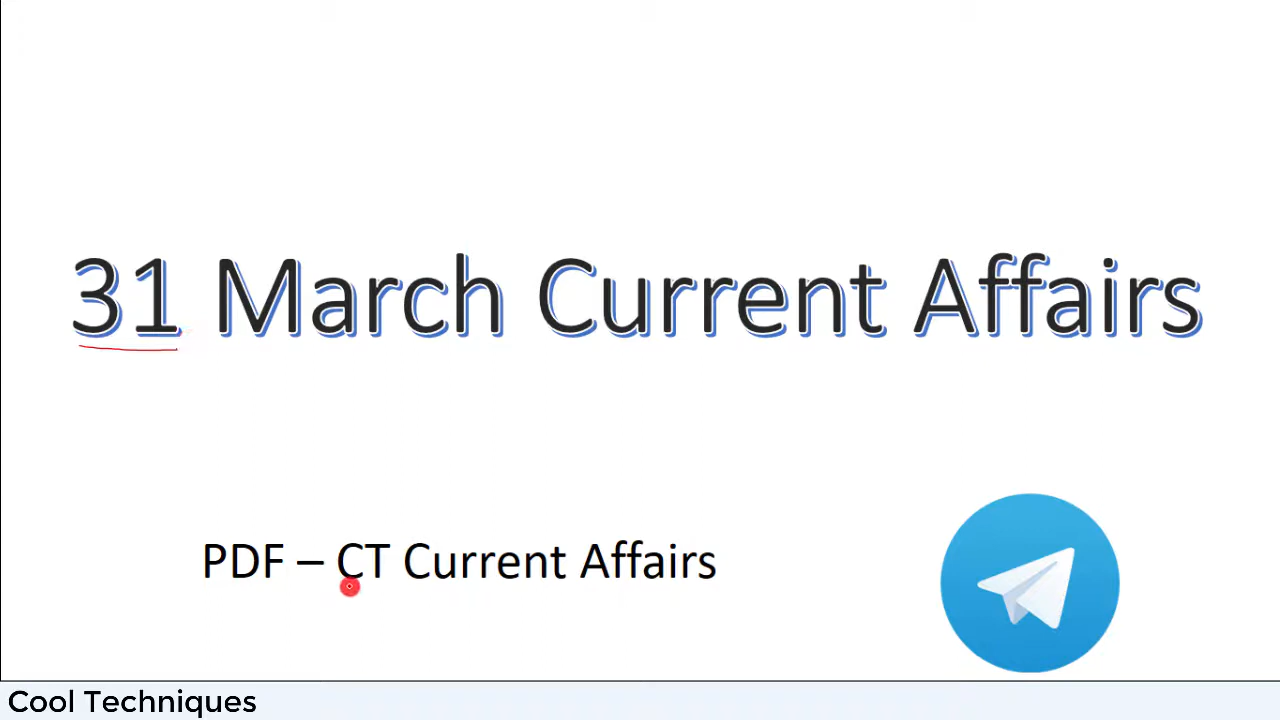 31 March Current Affairs
PDF – CT Current Affairs
Cool Techniques